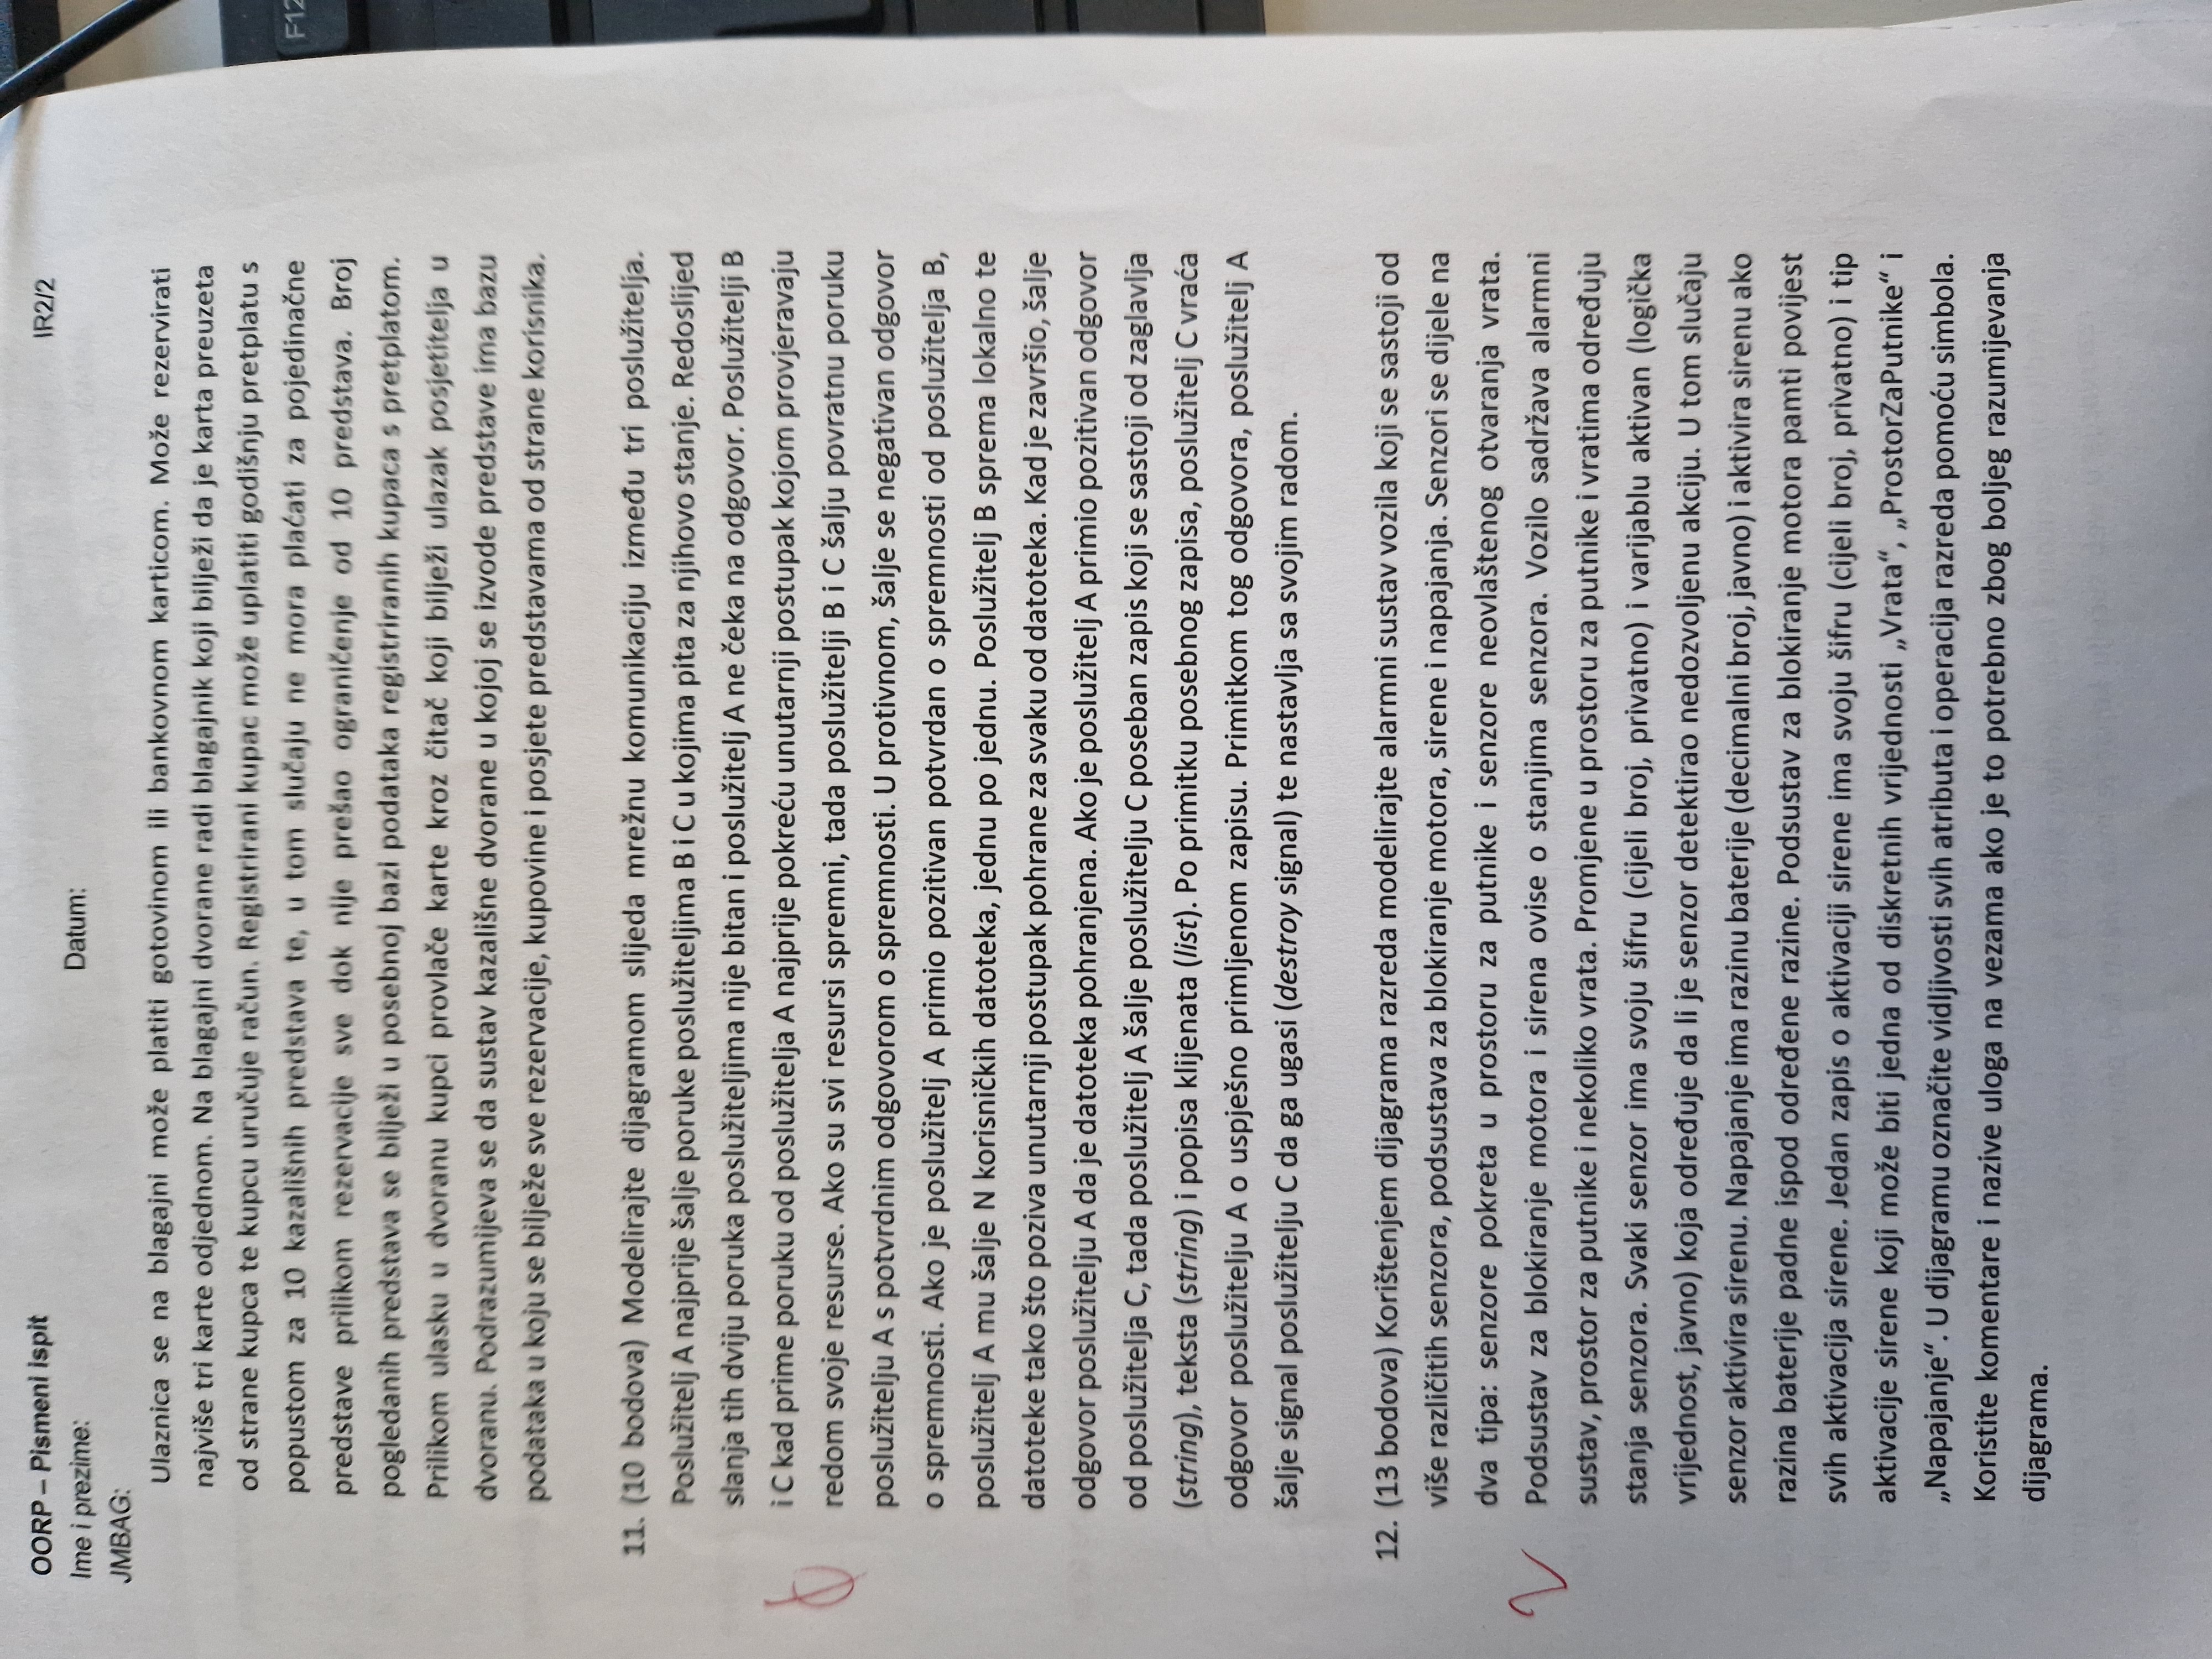 OORP – Pismeni ispit
IR2/2
Ime i prezime:
Datum:
JMBAG:
Ulaznica se na blagajni može platiti gotovinom ili bankovnom karticom. Može rezervirati
najviše tri karte odjednom. Na blagajni dvorane radi blagajnik koji bilježi da je karta preuzeta
od strane kupca te kupcu uručuje račun. Registrirani kupac može uplatiti godišnju pretplatu s
popustom za 10 kazališnih predstava te, u tom slučaju ne mora plaćati za pojedinačne
predstave prilikom rezervacije sve dok nije prešao ograničenje od 10 predstava. Broj
pogledanih predstava se bilježi u posebnoj bazi podataka registriranih kupaca s pretplatom.
Prilikom ulasku u dvoranu kupci provlače karte kroz čitač koji bilježi ulazak posjetitelja u
dvoranu. Podrazumijeva se da sustav kazališne dvorane u kojoj se izvode predstave ima bazu
podataka u koju se bilježe sve rezervacije, kupovine i posjete predstavama od strane korisnika.
11. (10 bodova) Modelirajte dijagramom slijeda mrežnu komunikaciju između tri poslužitelja.
Poslužitelj A najprije šalje poruke poslužiteljima B i C u kojima pita za njihovo stanje. Redoslijed
slanja tih dviju poruka poslužiteljima nije bitan i poslužitelj A ne čeka na odgovor. Poslužitelji B
i C kad prime poruku od poslužitelja A najprije pokreću unutarnji postupak kojom provjeravaju
redom svoje resurse. Ako su svi resursi spremni, tada poslužitelji B i C šalju povratnu poruku
poslužitelju A s potvrdnim odgovorom o spremnosti. U protivnom, šalje se negativan odgovor
o spremnosti. Ako je poslužitelj A primio pozitivan potvrdan o spremnosti od poslužitelja B,
poslužitelj A mu šalje N korisničkih datoteka, jednu po jednu. Poslužitelj B sprema lokalno te
datoteke tako što poziva unutarnji postupak pohrane za svaku od datoteka. Kad je završio, šalje
odgovor poslužitelju A da je datoteka pohranjena. Ako je poslužitelj A primio pozitivan odgovor
od poslužitelja C, tada poslužitelj A šalje poslužitelju C poseban zapis koji se sastoji od zaglavlja
(string), teksta (string) i popisa klijenata (list). Po primitku posebnog zapisa, poslužitelj C vraća
odgovor poslužitelju A o uspješno primljenom zapisu. Primitkom tog odgovora, poslužitelj A
šalje signal poslužitelju C da ga ugasi (destroy signal) te nastavlja sa svojim radom.
12. (13 bodova) Korištenjem dijagrama razreda modelirajte alarmni sustav vozila koji se sastoji od
više različitih senzora, podsustava za blokiranje motora, sirene i napajanja. Senzori se dijele na
dva tipa: senzore pokreta u prostoru za putnike i senzore neovlaštenog otvaranja vrata.
2 Podsustav za blokiranje motora i sirena ovise o stanjima senzora. Vozilo sadržava alarmni
sustav, prostor za putnike i nekoliko vrata. Promjene u prostoru za putnike i vratima određuju
stanja senzora. Svaki senzor ima svoju šifru (cijeli broj, privatno) i varijablu aktivan (logička
vrijednost, javno) koja određuje da li je senzor detektirao nedozvoljenu akciju. U tom slučaju
senzor aktivira sirenu. Napajanje ima razinu baterije (decimalni broj, javno) i aktivira sirenu ako
razina baterije padne ispod određene razine. Podsustav za blokiranje motora pamti povijest
svih aktivacija sirene. Jedan zapis o aktivaciji sirene ima svoju šifru (cijeli broj, privatno) i tip
aktivacije sirene koji može biti jedna od diskretnih vrijednosti „Vrata“, „ProstorZaPutnike“ i
„Napajanje“. U dijagramu označite vidljivosti svih atributa i operacija razreda pomoću simbola.
Koristite komentare i nazive uloga na vezama ako je to potrebno zbog boljeg razumijevanja
dijagrama.
F12